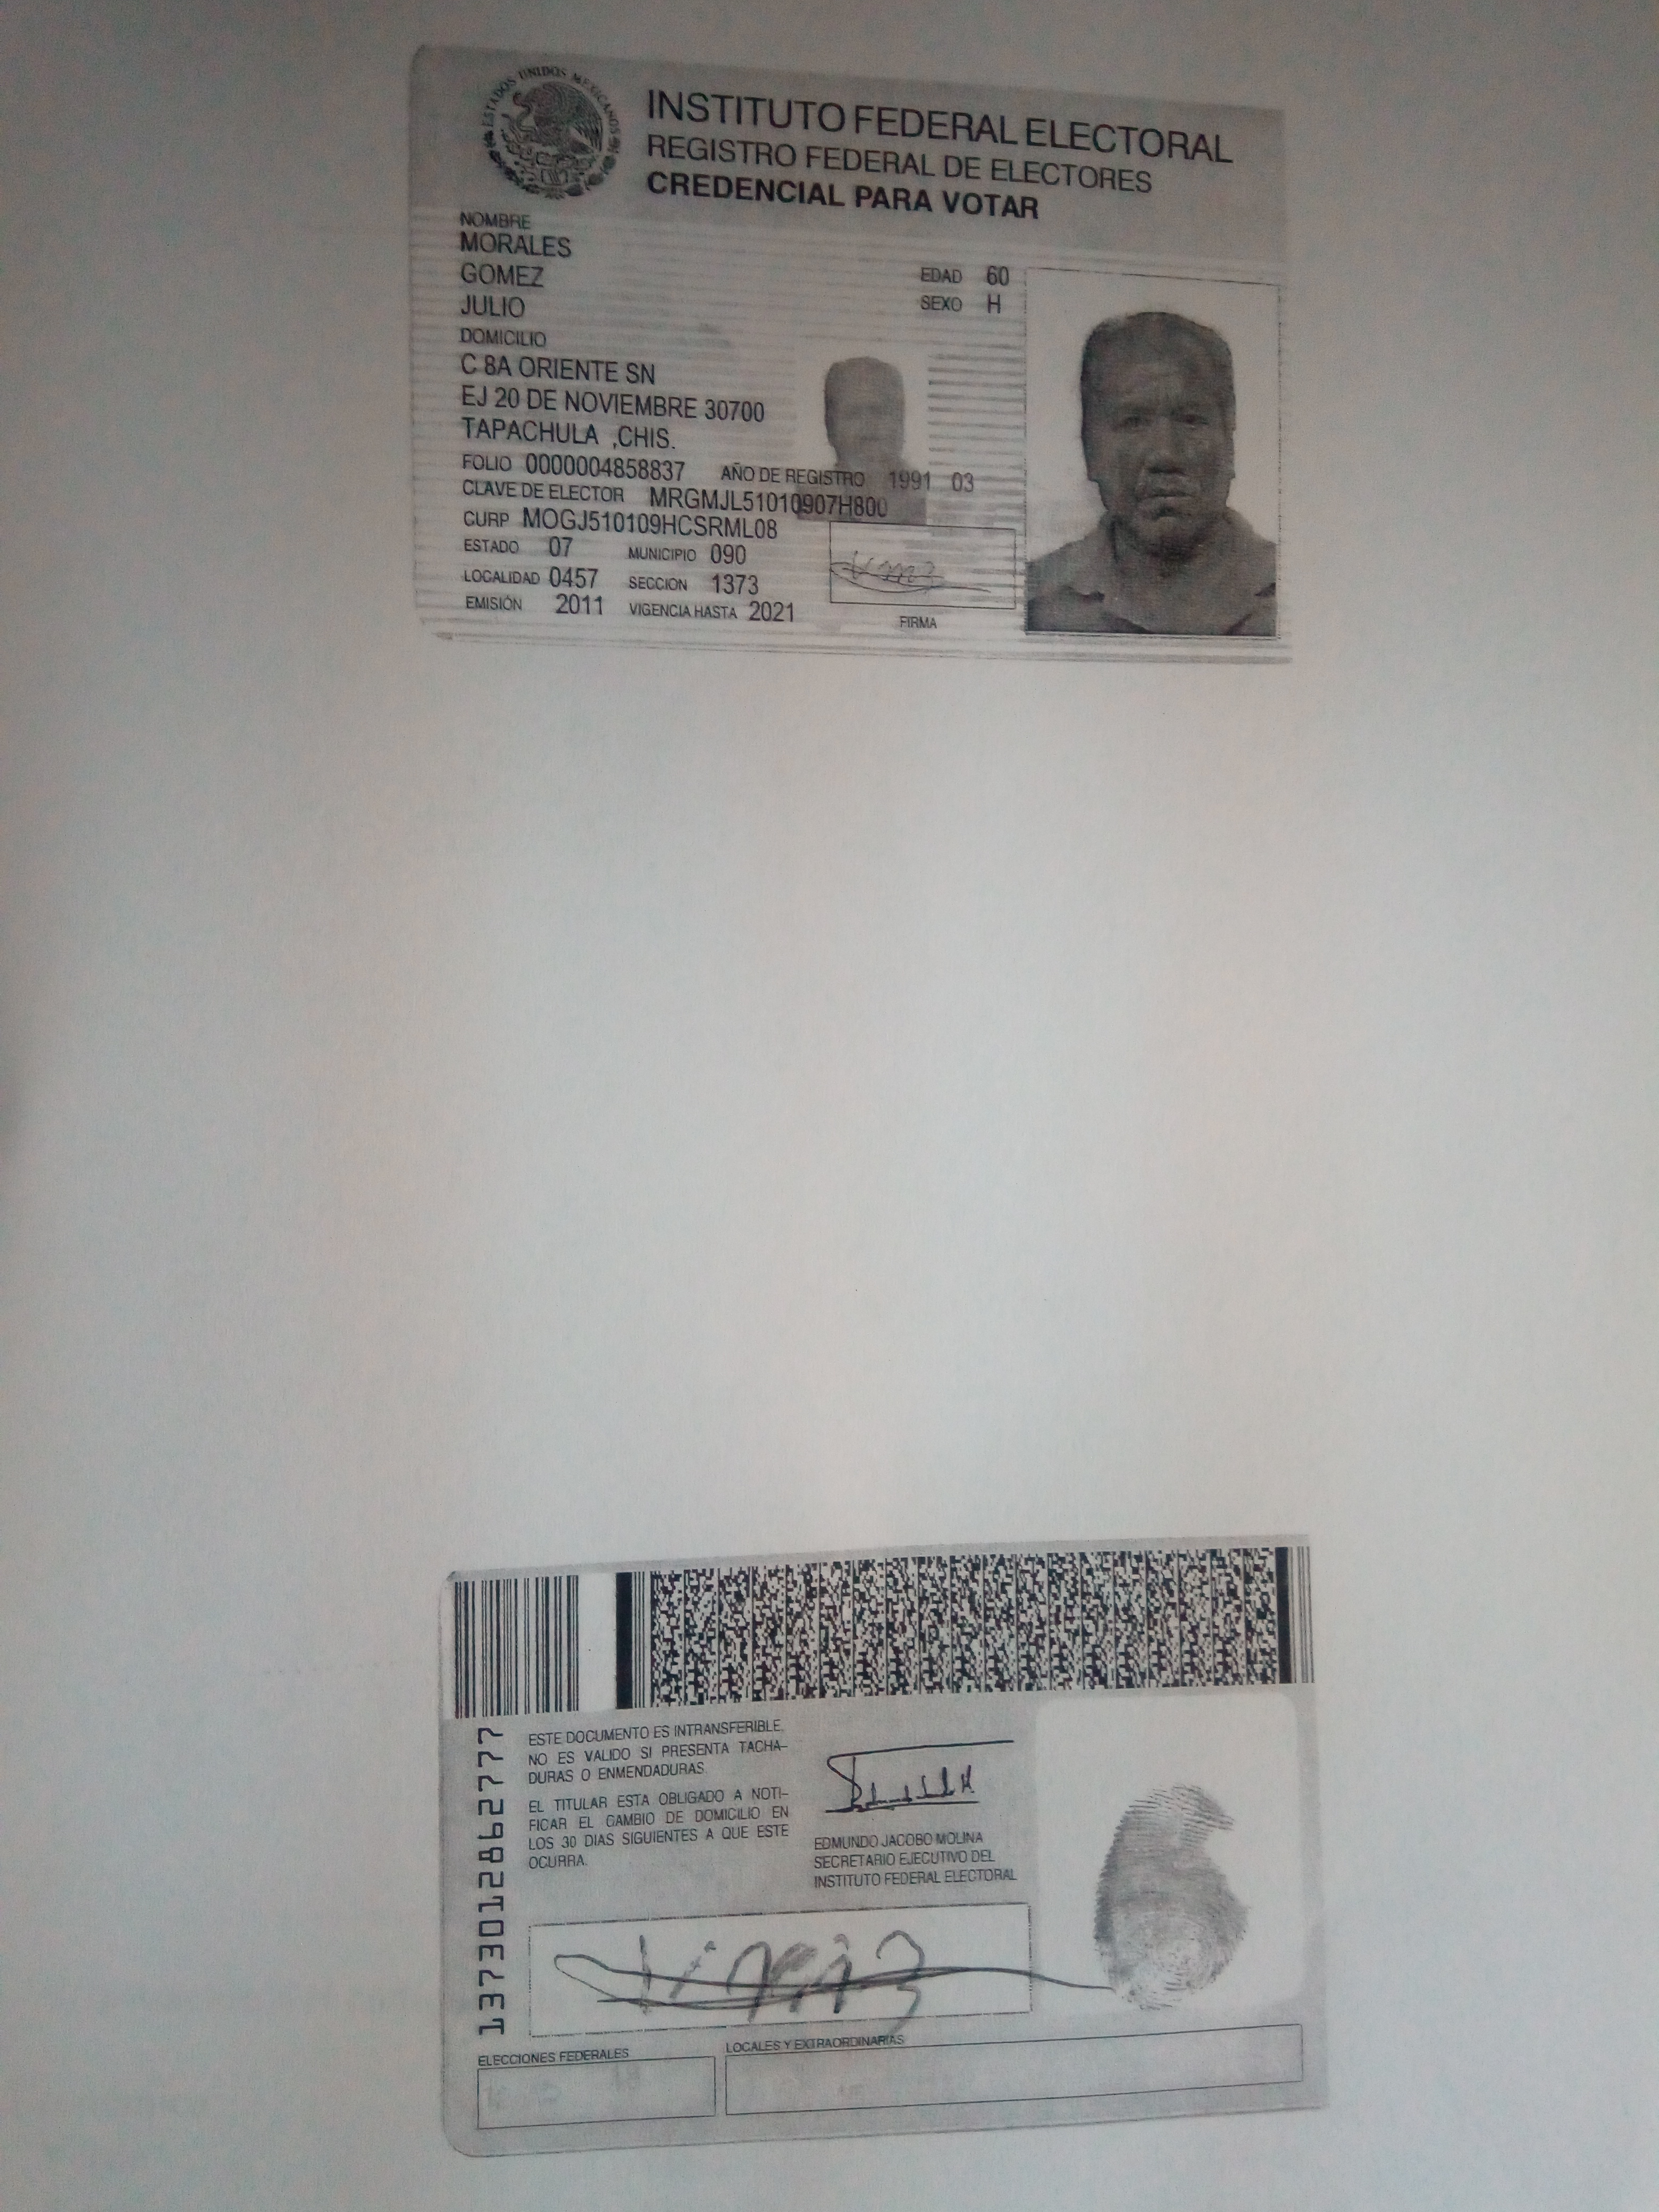 ESTADOS UNIDOS MEXICANOS
INSTITUTO FEDERAL ELECTORAL
REGISTRO FEDERAL DE ELECTORES
CREDENCIAL PARA VOTAR
NOMBRE
MORALES
GOMEZ
JULIO
EDAD 60
SEXO H
DOMICILIO
C 8A ORIENTE SN
EJ 20 DE NOVIEMBRE 30700
TAPACHULA ,CHIS.
FOLIO 0000004858837 AÑO DE REGISTRO 1991 03
CLAVE DE ELECTOR MRGMJL51010907H800
CURP MOGJ510109HCSRML08
ESTADO 07 MUNICIPIO 090
LOCALIDAD 0457 SECCION 1373
EMISIÓN 2011 VIGENCIA HASTA 2021
FIRMA
1373012862777
ESTE DOCUMENTO ES INTRANSFERIBLE.
NO ES VALIDO SI PRESENTA TACHA-
DURAS O ENMENDADURAS.
EL TITULAR ESTA OBLIGADO A NOTI-
FICAR EL CAMBIO DE DOMICILIO EN
LOS 30 DIAS SIGUIENTES A QUE ESTE
OCURRA.
EDMUNDO JACOBO MOLINA
SECRETARIO EJECUTIVO DEL
INSTITUTO FEDERAL ELECTORAL
ELECCIONES FEDERALES
LOCALES Y EXTRAORDINARIAS